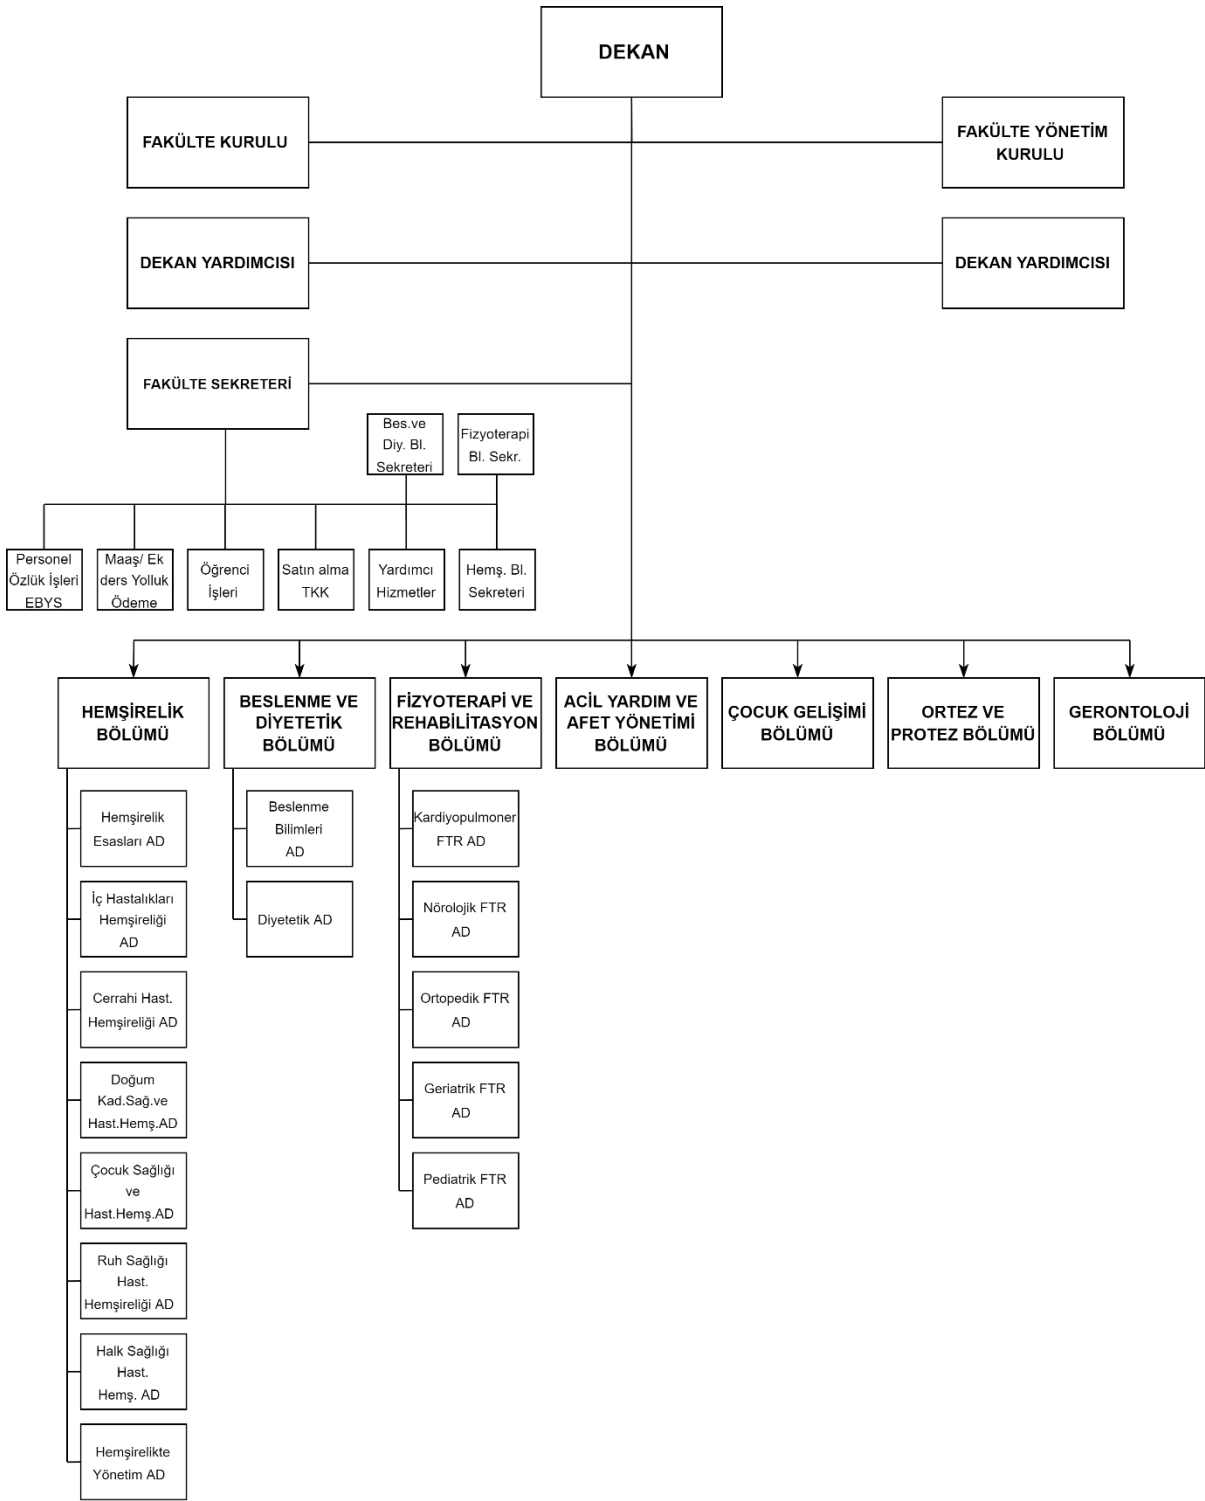 DEKAN
FAKÜLTE KURULU
FAKÜLTE YÖNETİM
KURULU
DEKAN YARDIMCISI
DEKAN YARDIMCISI
FAKÜLTE SEKRETERİ
Bes.ve
Diy. Bl.
Sekreteri
Fizyoterapi
Bl. Sekr.
Personel
Özlük İşleri
EBYS
Maaş/ Ek
ders Yolluk
Ödeme
Öğrenci
İşleri
Satın alma
TKK
Yardımcı
Hizmetler
Hemş. Bl.
Sekreteri
HEMŞİRELİK
BÖLÜMÜ
BESLENME VE
DİYETETİK
BÖLÜMÜ
FİZYOTERAPİ VE
REHABİLİTASYON
BÖLÜMÜ
ACİL YARDIM VE
AFET YÖNETİMİ
BÖLÜMÜ
ÇOCUK GELİŞİMİ
BÖLÜMÜ
ORTEZ VE
PROTEZ BÖLÜMÜ
GERONTOLOJİ
BÖLÜMÜ
Hemşirelik
Esasları AD
İç Hastalıkları
Hemşireliği
AD
Cerrahi Hast.
Hemşireliği AD
Doğum
Kad.Sağ.ve
Hast.Hemş.AD
Çocuk Sağlığı
ve
Hast.Hemş.AD
Ruh Sağlığı
Hast.
Hemşireliği AD
Halk Sağlığı
Hast.
Hemş. AD
Hemşirelikte
Yönetim AD
Beslenme
Bilimleri
AD
Diyetetik AD
Kardiyopulmoner
FTR AD
Nörolojik FTR
AD
Ortopedik FTR
AD
Geriatrik FTR
AD
Pediatrik FTR
AD